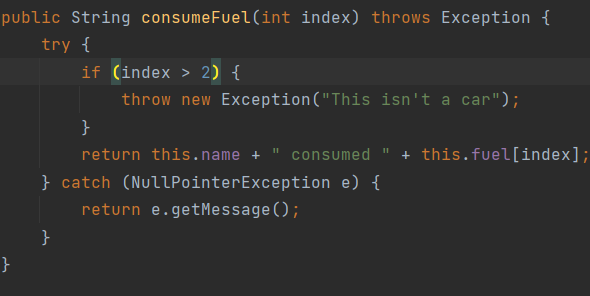 public String consumeFuel(int index) throws Exception {
    try {
        if (index > 2) {
            throw new Exception("This isn't a car");
        }
        return this.name + " consumed " + this.fuel[index];
    } catch (NullPointerException e) {
        return e.getMessage();
    }
}